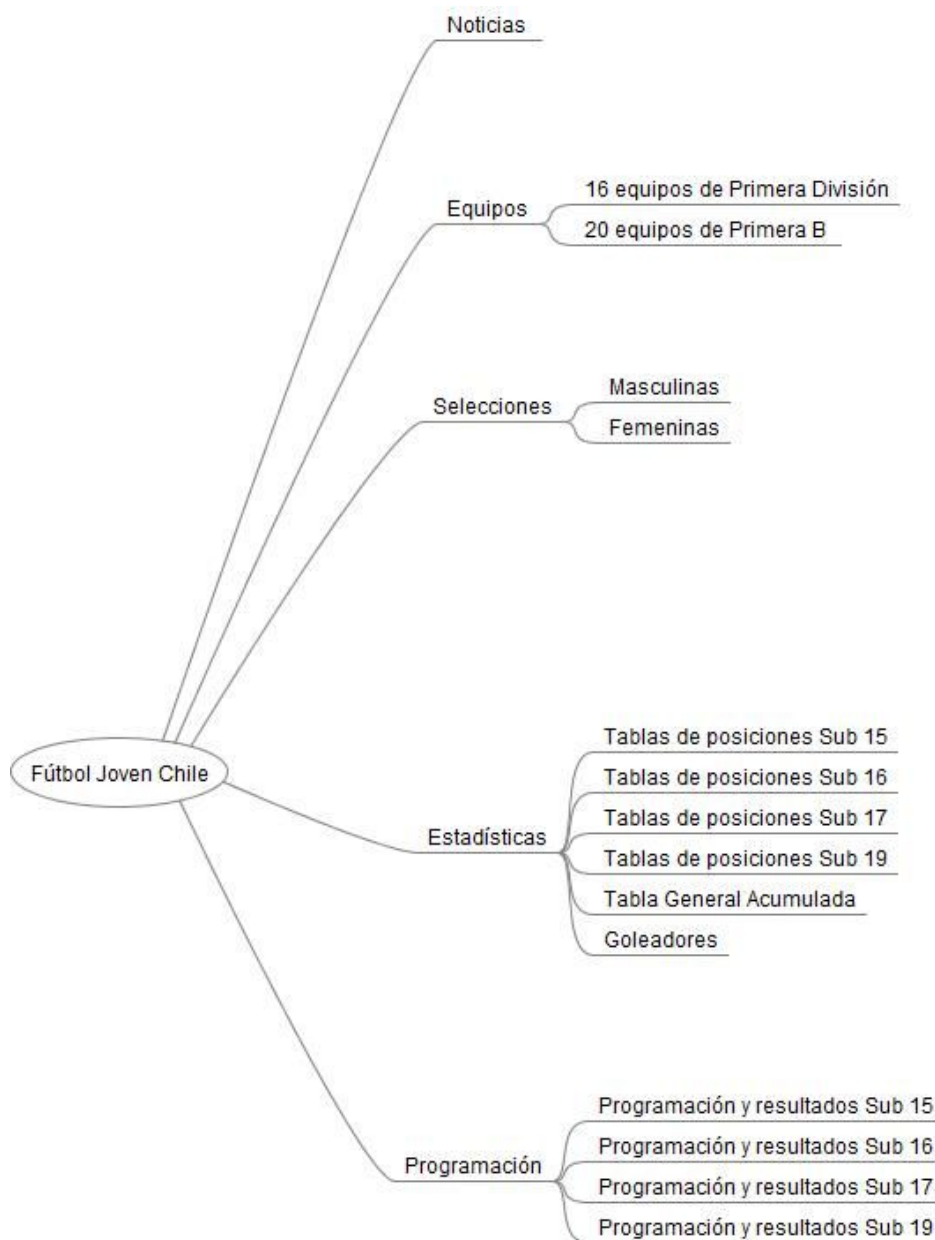 Noticias
16 equipos de Primera División
Equipos
20 equipos de Primera B
Masculinas
Selecciones
Femeninas
Tablas de posiciones Sub 15
Fútbol Joven Chile
Tablas de posiciones Sub 16
Tablas de posiciones Sub 17
Estadísticas
Tablas de posiciones Sub 19
Tabla General Acumulada
Goleadores
Programación y resultados Sub 15
Programación y resultados Sub 16
Programación
Programación y resultados Sub 17
Programación y resultados Sub 19